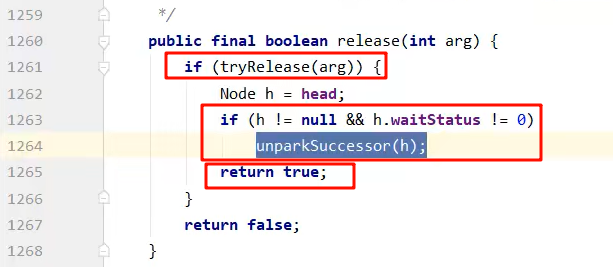 1259 */
1260 public final boolean release(int arg) {
1261 if (tryRelease(arg)) {
1262 Node h = head;
1263 if (h != null && h.waitStatus != 0)
1264 unparkSuccessor(h);
1265 return true;
1266 }
1267 return false;
1268 }